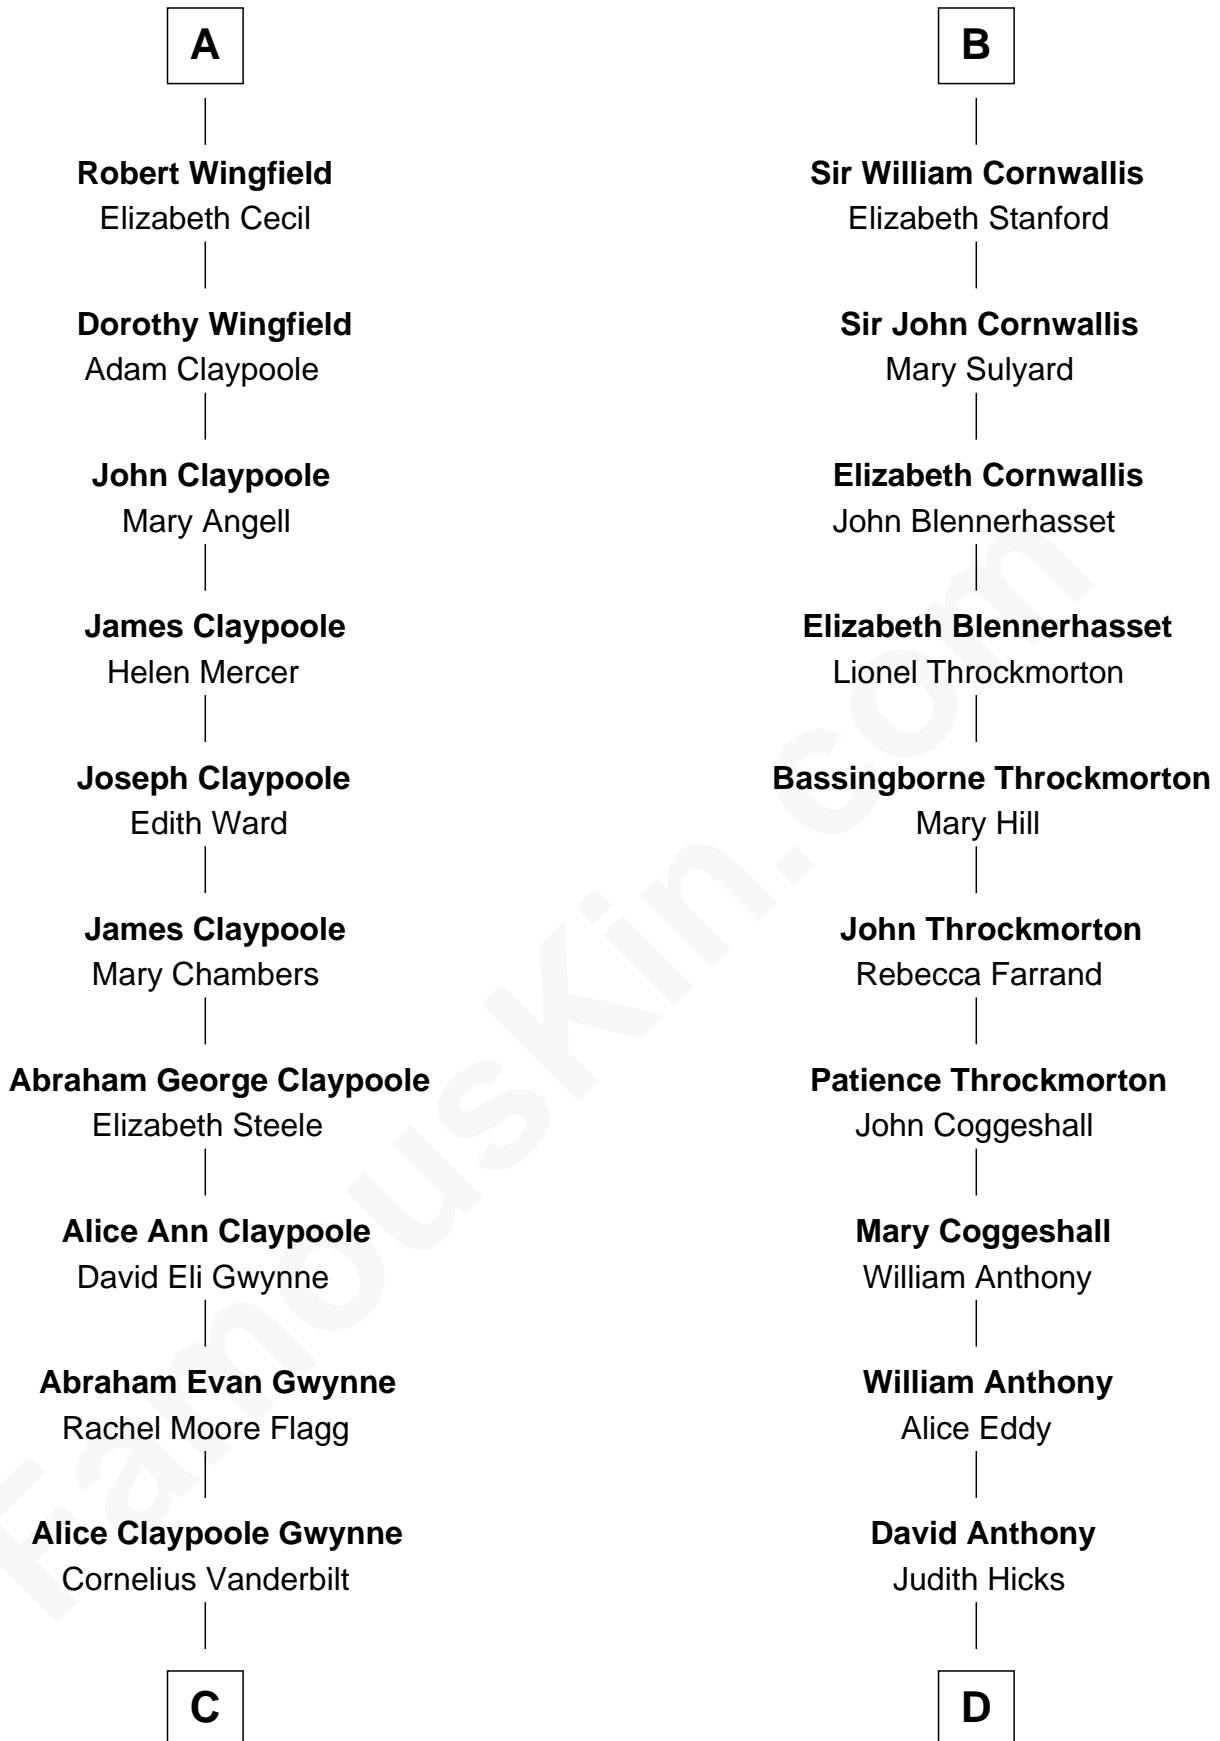 A
Robert Wingfield
Elizabeth Cecil
Dorothy Wingfield
Adam Claypoole
John Claypoole
Mary Angell
James Claypoole
Helen Mercer
Joseph Claypoole
Edith Ward
James Claypoole
Mary Chambers
Abraham George Claypoole
Elizabeth Steele
Alice Ann Claypoole
David Eli Gwynne
Abraham Evan Gwynne
Rachel Moore Flagg
Alice Claypoole Gwynne
Cornelius Vanderbilt
C
B
Sir William Cornwallis
Elizabeth Stanford
Sir John Cornwallis
Mary Sulyard
Elizabeth Cornwallis
John Blennerhasset
Elizabeth Blennerhasset
Lionel Throckmorton
Bassingborne Throckmorton
Mary Hill
John Throckmorton
Rebecca Farrand
Patience Throckmorton
John Coggeshall
Mary Coggeshall
William Anthony
William Anthony
Alice Eddy
David Anthony
Judith Hicks
D
FamousKin.com